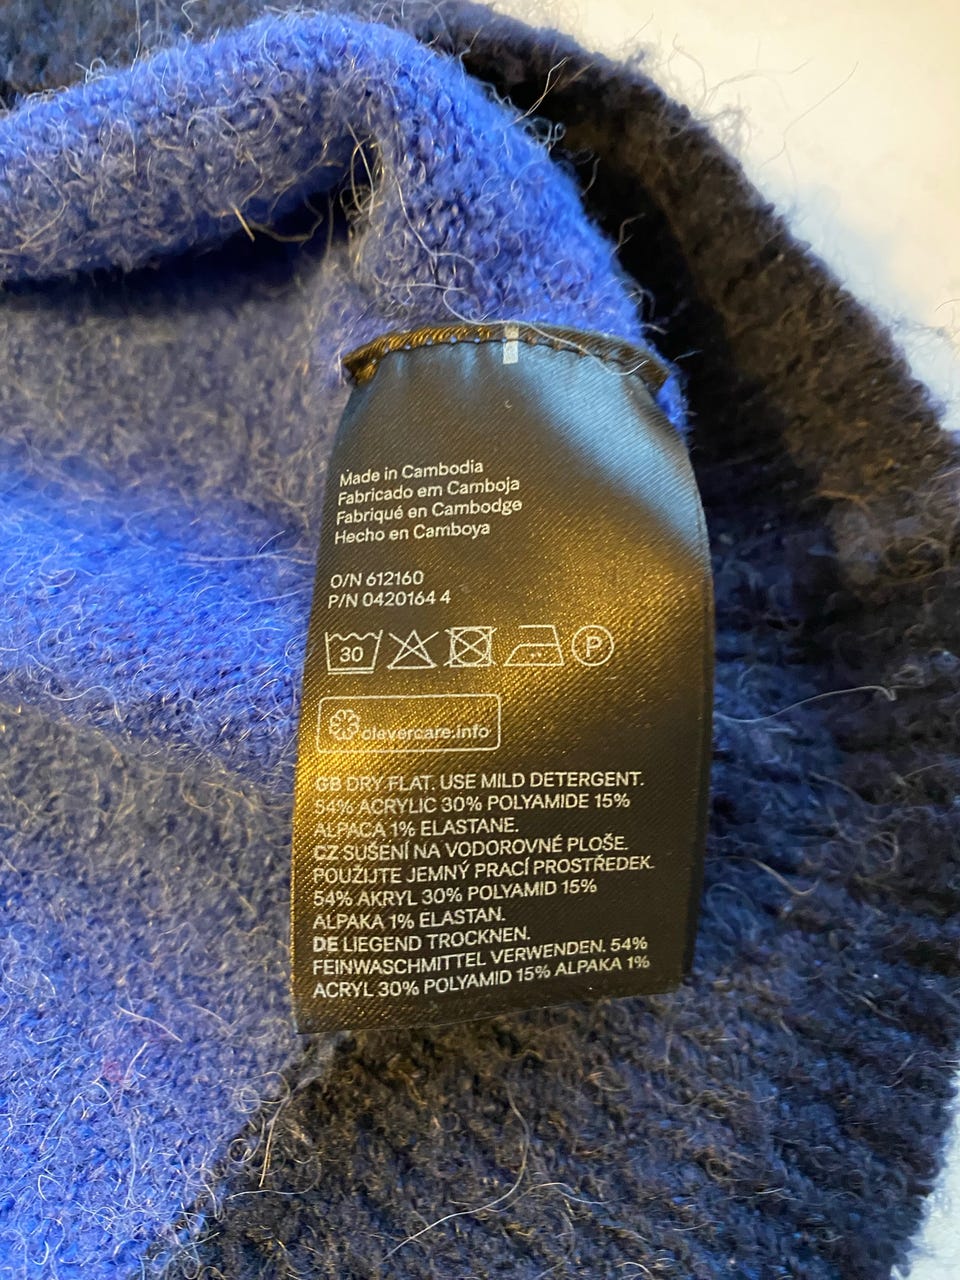 Made in Cambodia
Fabricado em Camboja
Fabriqué en Cambodge
Hecho en Camboya
O/N 612160
P/N 0420164 4
30 P
clevercare.info
GB DRY FLAT. USE MILD DETERGENT.
54% ACRYLIC 30% POLYAMIDE 15%
ALPACA 1% ELASTANE.
CZ SUŠENÍ NA VODOROVNÉ PLOŠE.
POUŽIJTE JEMNÝ PRACÍ PROSTŘEDEK.
54% AKRYL 30% POLYAMID 15%
ALPAKA 1% ELASTAN.
DE LIEGEND TROCKNEN.
FEINWASCHMITTEL VERWENDEN. 54%
ACRYL 30% POLYAMID 15% ALPAKA 1%